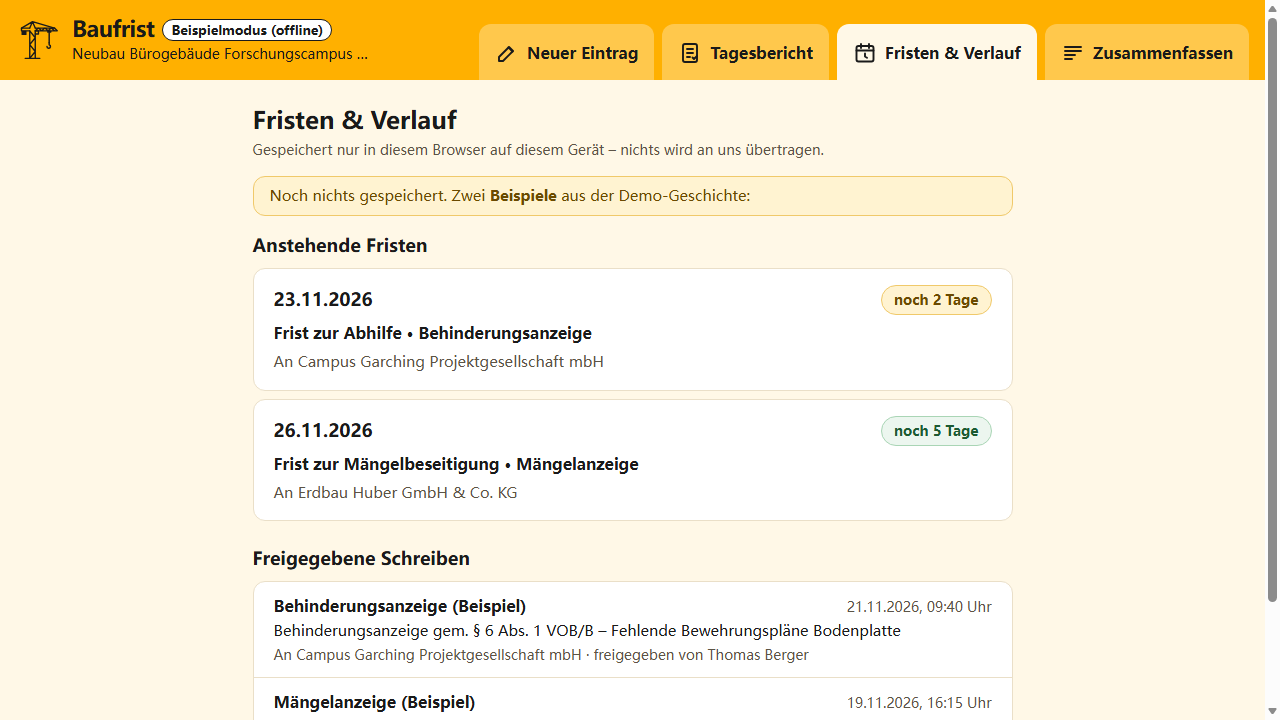 Baufrist Beispielmodus (offline)
Neubau Bürogebäude Forschungscampus ...
Neuer Eintrag
Tagesbericht
Fristen & Verlauf
Zusammenfassen
Fristen & Verlauf
Gespeichert nur in diesem Browser auf diesem Gerät – nichts wird an uns übertragen.
Noch nichts gespeichert. Zwei Beispiele aus der Demo-Geschichte:
Anstehende Fristen
23.11.2026 noch 2 Tage
Frist zur Abhilfe • Behinderungsanzeige
An Campus Garching Projektgesellschaft mbH
26.11.2026 noch 5 Tage
Frist zur Mängelbeseitigung • Mängelanzeige
An Erdbau Huber GmbH & Co. KG
Freigegebene Schreiben
Behinderungsanzeige (Beispiel) 21.11.2026, 09:40 Uhr
Behinderungsanzeige gem. § 6 Abs. 1 VOB/B – Fehlende Bewehrungspläne Bodenplatte
An Campus Garching Projektgesellschaft mbH · freigegeben von Thomas Berger
Mängelanzeige (Beispiel) 19.11.2026, 16:15 Uhr